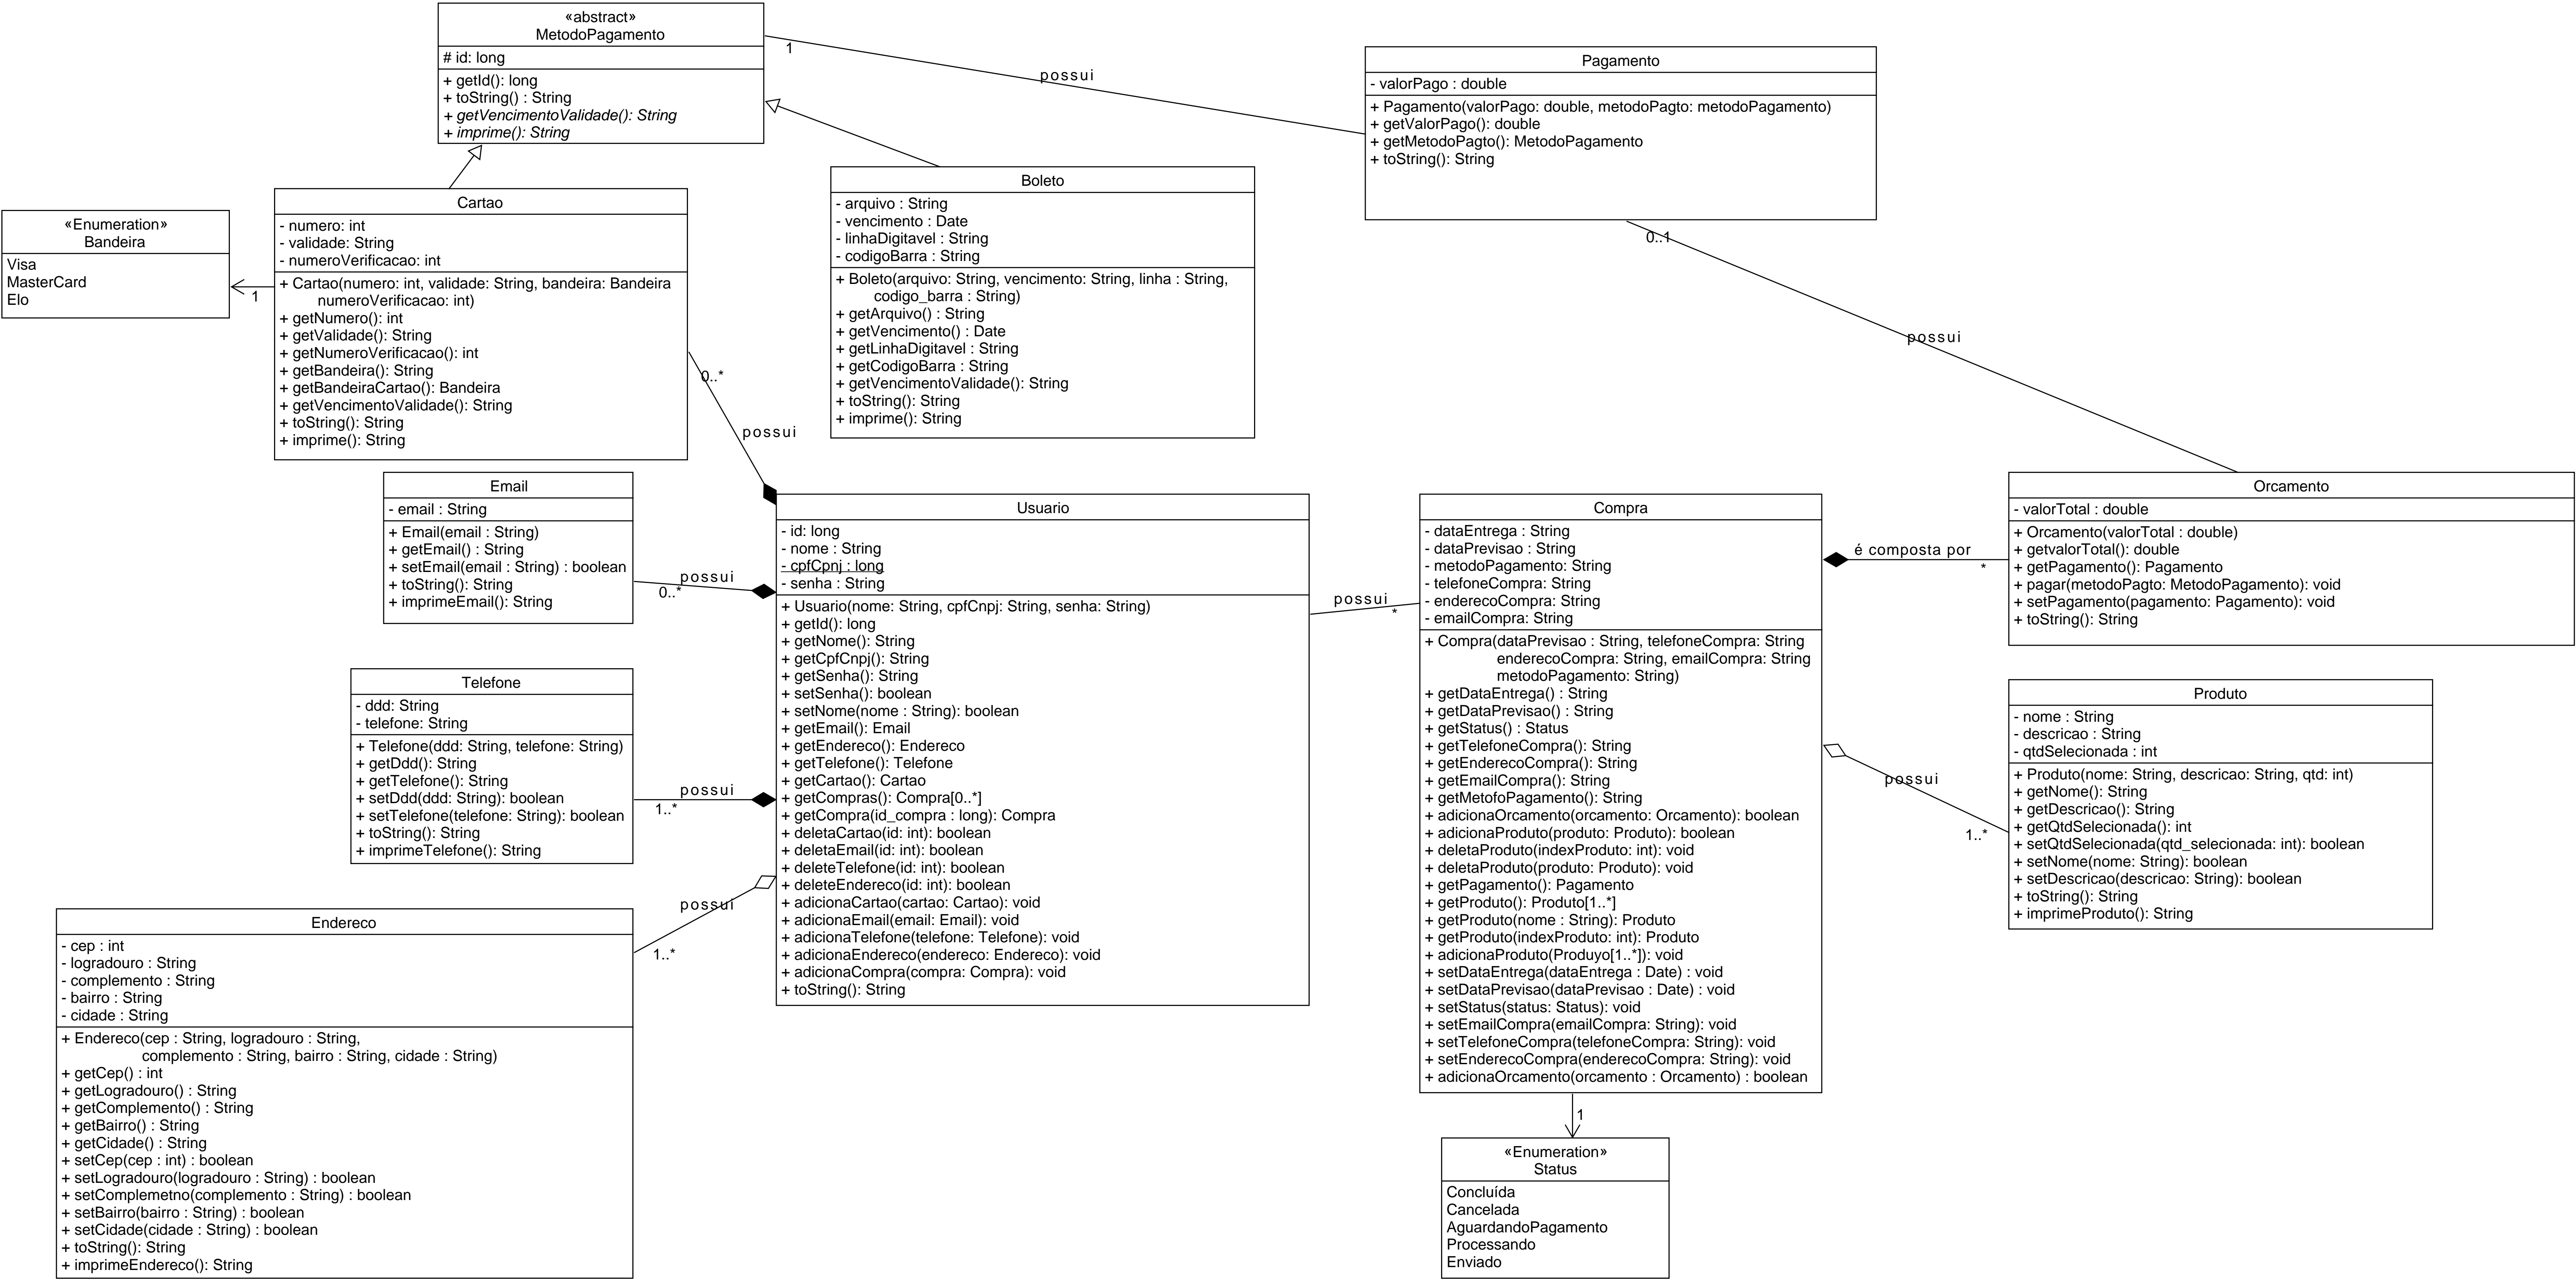 «abstract»
MetodoPagamento
# id: long
+ getId(): long
+ toString() : String
+ getVencimentoValidade(): String
+ imprime(): String
1
possui
Pagamento
- valorPago : double
+ Pagamento(valorPago: double, metodoPagto: metodoPagamento)
+ getValorPago(): double
+ getMetodoPagto(): MetodoPagamento
+ toString(): String
0..1
possui
«Enumeration»
Bandeira
Visa
MasterCard
Elo
1
Cartao
- numero: int
- validade: String
- numeroVerificacao: int
+ Cartao(numero: int, validade: String, bandeira: Bandeira
numeroVerificacao: int)
+ getNumero(): int
+ getValidade(): String
+ getNumeroVerificacao(): int
+ getBandeira(): String
+ getBandeiraCartao(): Bandeira
+ getVencimentoValidade(): String
+ toString(): String
+ imprime(): String
0..*
possui
Boleto
- arquivo : String
- vencimento : Date
- linhaDigitavel : String
- codigoBarra : String
+ Boleto(arquivo: String, vencimento: String, linha : String,
codigo_barra : String)
+ getArquivo() : String
+ getVencimento() : Date
+ getLinhaDigitavel : String
+ getCodigoBarra : String
+ getVencimentoValidade(): String
+ toString(): String
+ imprime(): String
Email
- email : String
+ Email(email : String)
+ getEmail() : String
+ setEmail(email : String) : boolean
+ toString(): String
+ imprimeEmail(): String
possui
0..*
Telefone
- ddd: String
- telefone: String
+ Telefone(ddd: String, telefone: String)
+ getDdd(): String
+ getTelefone(): String
+ setDdd(ddd: String): boolean
+ setTelefone(telefone: String): boolean
+ toString(): String
+ imprimeTelefone(): String
possui
1..*
Endereco
- cep : int
- logradouro : String
- complemento : String
- bairro : String
- cidade : String
+ Endereco(cep : String, logradouro : String,
complemento : String, bairro : String, cidade : String)
+ getCep() : int
+ getLogradouro() : String
+ getComplemento() : String
+ getBairro() : String
+ getCidade() : String
+ setCep(cep : int) : boolean
+ setLogradouro(logradouro : String) : boolean
+ setComplemetno(complemento : String) : boolean
+ setBairro(bairro : String) : boolean
+ setCidade(cidade : String) : boolean
+ toString(): String
+ imprimeEndereco(): String
possui
1..*
Usuario
- id: long
- nome : String
- cpfCpnj : long
- senha : String
+ Usuario(nome: String, cpfCnpj: String, senha: String)
+ getId(): long
+ getNome(): String
+ getCpfCnpj(): String
+ getSenha(): String
+ setSenha(): boolean
+ setNome(nome : String): boolean
+ getEmail(): Email
+ getEndereco(): Endereco
+ getTelefone(): Telefone
+ getCartao(): Cartao
+ getCompras(): Compra[0..*]
+ getCompra(id_compra : long): Compra
+ deletaCartao(id: int): boolean
+ deletaEmail(id: int): boolean
+ deleteTelefone(id: int): boolean
+ deleteEndereco(id: int): boolean
+ adicionaCartao(cartao: Cartao): void
+ adicionaEmail(email: Email): void
+ adicionaTelefone(telefone: Telefone): void
+ adicionaEndereco(endereco: Endereco): void
+ adicionaCompra(compra: Compra): void
+ toString(): String
possui
*
Compra
- dataEntrega : String
- dataPrevisao : String
- metodoPagamento: String
- telefoneCompra: String
- enderecoCompra: String
- emailCompra: String
+ Compra(dataPrevisao : String, telefoneCompra: String
enderecoCompra: String, emailCompra: String
metodoPagamento: String)
+ getDataEntrega() : String
+ getDataPrevisao() : String
+ getStatus() : Status
+ getTelefoneCompra(): String
+ getEnderecoCompra(): String
+ getEmailCompra(): String
+ getMetofoPagamento(): String
+ adicionaOrcamento(orcamento: Orcamento): boolean
+ adicionaProduto(produto: Produto): boolean
+ deletaProduto(indexProduto: int): void
+ deletaProduto(produto: Produto): void
+ getPagamento(): Pagamento
+ getProduto(): Produto[1..*]
+ getProduto(nome : String): Produto
+ getProduto(indexProduto: int): Produto
+ adicionaProduto(Produyo[1..*]): void
+ setDataEntrega(dataEntrega : Date) : void
+ setDataPrevisao(dataPrevisao : Date) : void
+ setStatus(status: Status): void
+ setEmailCompra(emailCompra: String): void
+ setTelefoneCompra(telefoneCompra: String): void
+ setEnderecoCompra(enderecoCompra: String): void
+ adicionaOrcamento(orcamento : Orcamento) : boolean
1
«Enumeration»
Status
Concluída
Cancelada
AguardandoPagamento
Processando
Enviado
é composta por
*
Orcamento
- valorTotal : double
+ Orcamento(valorTotal : double)
+ getvalorTotal(): double
+ getPagamento(): Pagamento
+ pagar(metodoPagto: MetodoPagamento): void
+ setPagamento(pagamento: Pagamento): void
+ toString(): String
possui
1..*
Produto
- nome : String
- descricao : String
- qtdSelecionada : int
+ Produto(nome: String, descricao: String, qtd: int)
+ getNome(): String
+ getDescricao(): String
+ getQtdSelecionada(): int
+ setQtdSelecionada(qtd_selecionada: int): boolean
+ setNome(nome: String): boolean
+ setDescricao(descricao: String): boolean
+ toString(): String
+ imprimeProduto(): String